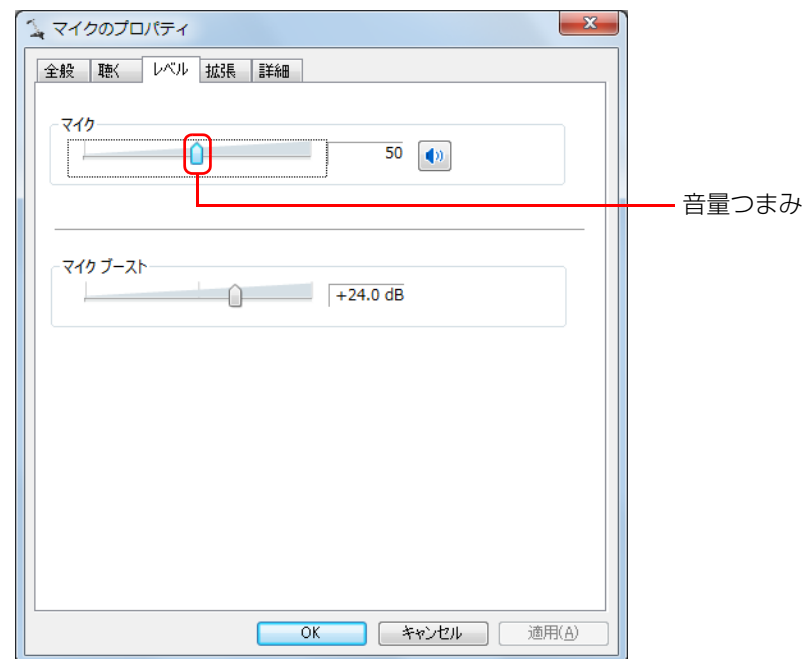 マイクのプロパティ
全般 聴く レベル 拡張 詳細
マイク
50
音量つまみ
マイク ブースト
+24.0 dB
OK キャンセル 適用(A)